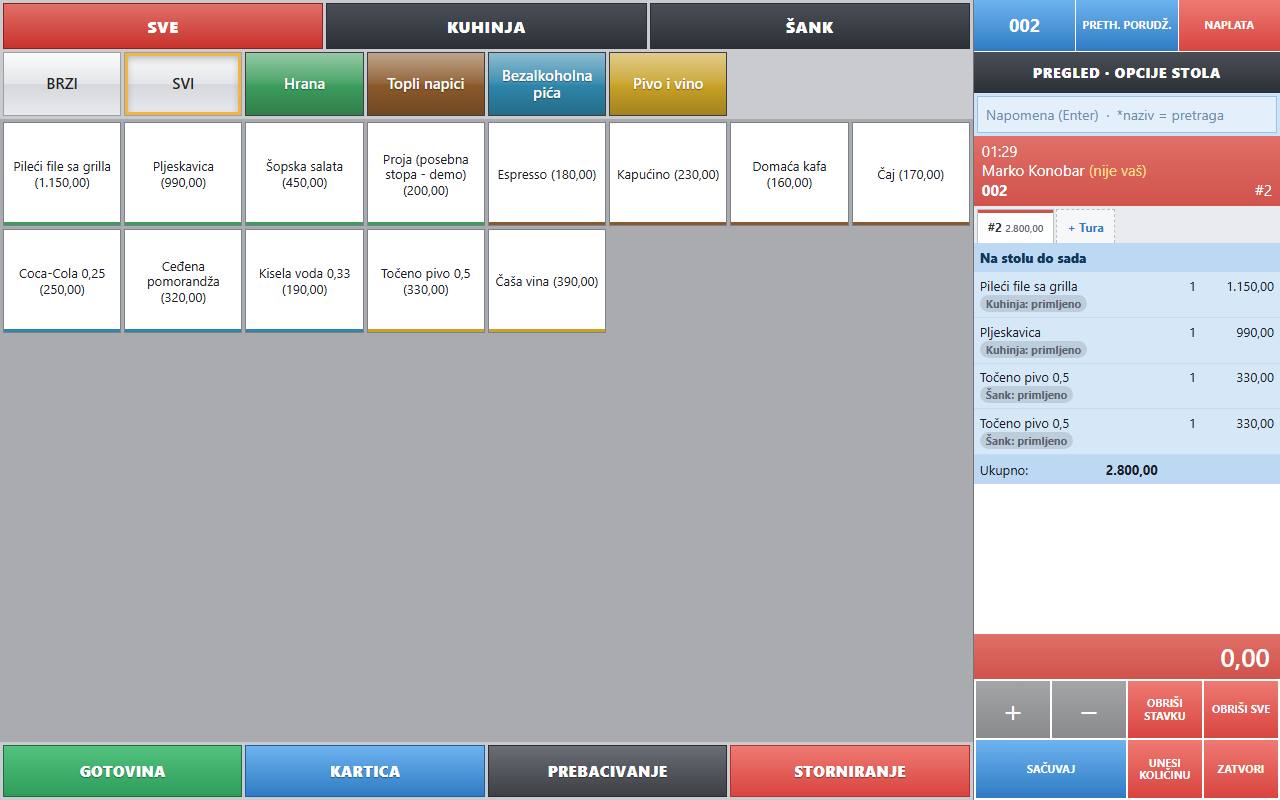 SVE
KUHINJA
ŠANK
002
PRETH. PORUDŽ.
NAPLATA
BRZI
SVI
Hrana
Topli napici
Bezalkoholna
pića
Pivo i vino
PREGLED · OPCIJE STOLA
Napomena (Enter) · *naziv = pretraga
Pileći file sa grilla
(1.150,00)
Pljeskavica
(990,00)
Šopska salata
(450,00)
Proja (posebna
stopa - demo)
(200,00)
Espresso (180,00)
Kapućino (230,00)
Domaća kafa
(160,00)
Čaj (170,00)
Coca-Cola 0,25
(250,00)
Ceđena
pomorandža
(320,00)
Kisela voda 0,33
(190,00)
Točeno pivo 0,5
(330,00)
Čaša vina (390,00)
01:29
Marko Konobar (nije vaš)
002 #2
#2 2.800,00
+ Tura
Na stolu do sada
Pileći file sa grilla 1 1.150,00
Kuhinja: primljeno
Pljeskavica 1 990,00
Kuhinja: primljeno
Točeno pivo 0,5 1 330,00
Šank: primljeno
Točeno pivo 0,5 1 330,00
Šank: primljeno
Ukupno: 2.800,00
0,00
+
−
OBRIŠI
STAVKU
OBRIŠI SVE
SAČUVAJ
UNESI
KOLIČINU
ZATVORI
GOTOVINA
KARTICA
PREBACIVANJE
STORNIRANJE